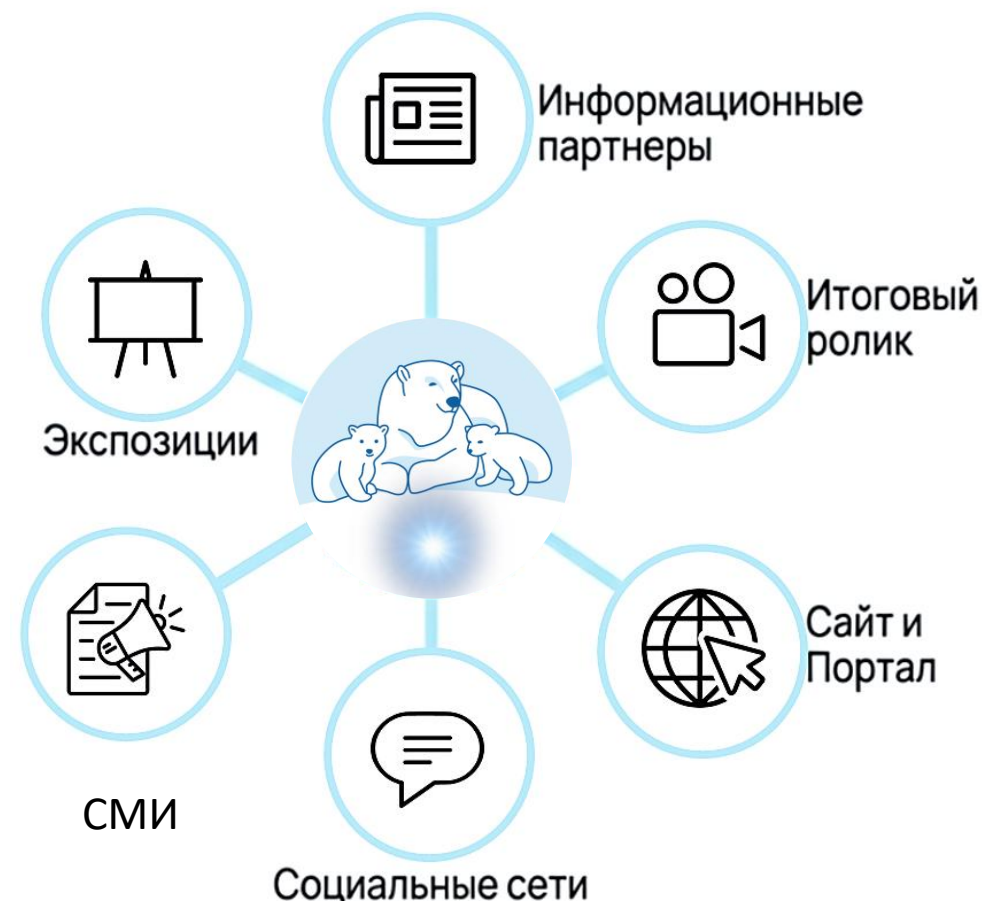 Информационные
партнеры
Итоговый
ролик
Экспозиции
Сайт и
Портал
СМИ
Социальные сети